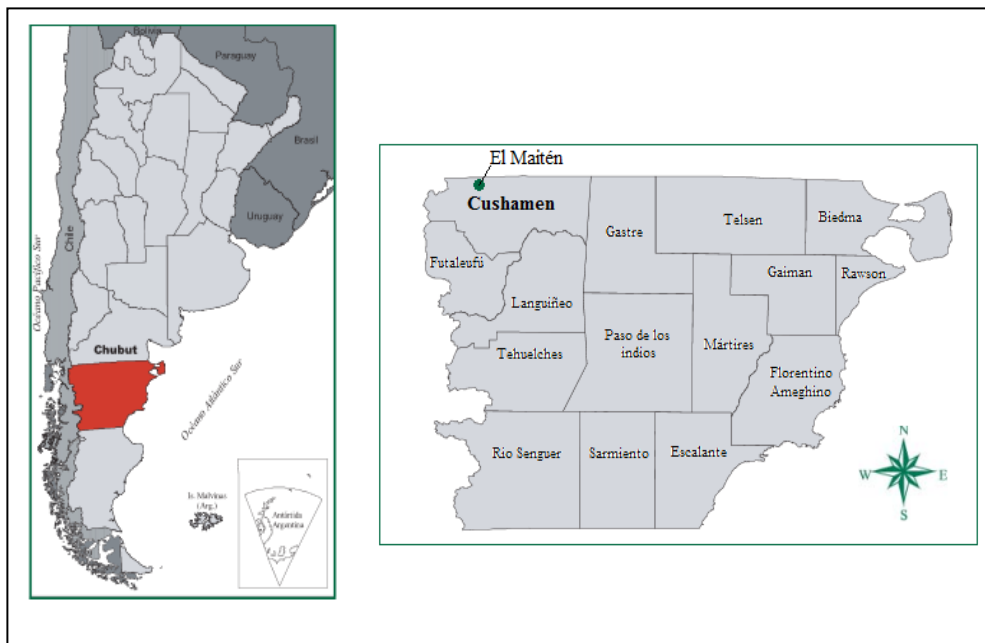 Bolivia
Paraguay
Brasil
Uruguay
Chile
Océano Pacífico Sur
Chubut
Océano Atlántico Sur
Is. Malvinas
(Arg.)
Antártida
Argentina
El Maitén
Cushamen
Gastre
Telsen
Biedma
Futaleufú
Languiñeo
Gaiman
Rawson
Tehuelches
Paso de los
indios
Mártires
Florentino
Ameghino
Rio Senguer
Sarmiento
Escalante
N
W
E
S